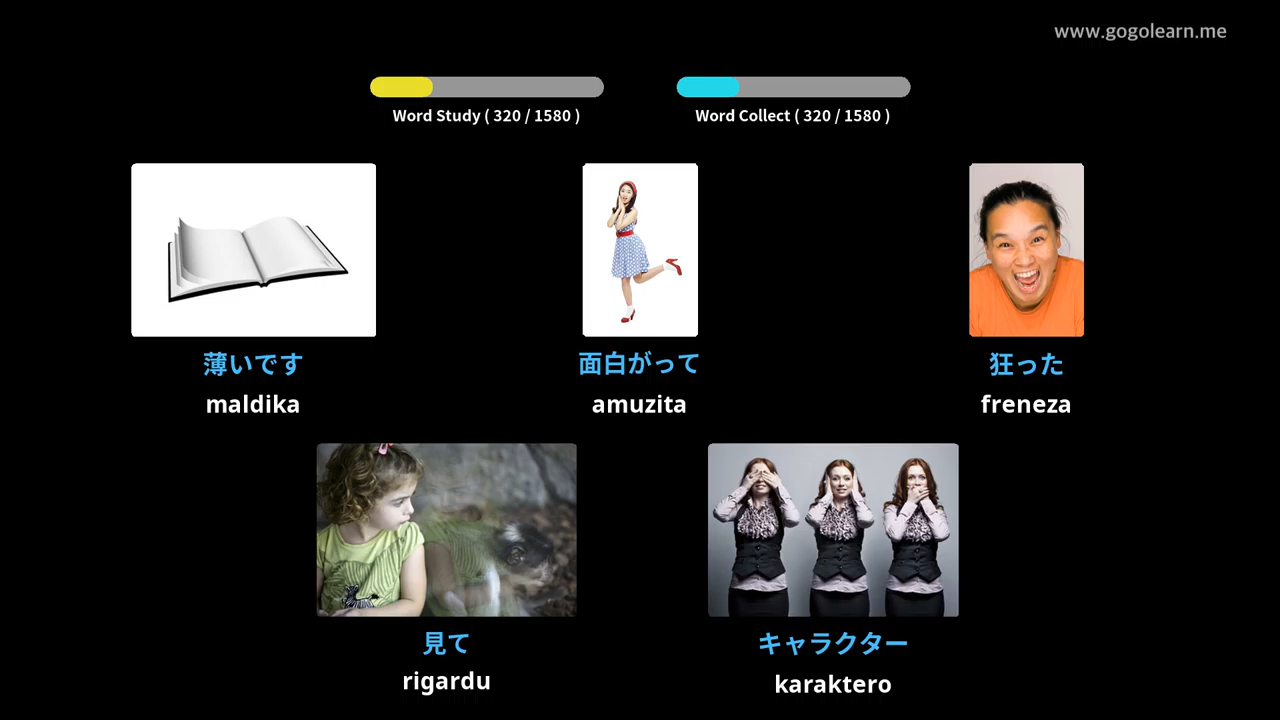 www.gogolearn.me
Word Study ( 320 / 1580 )
Word Collect ( 320 / 1580 )
薄いです
面白がって
狂った
maldika
amuzita
freneza
見て
キャラクター
rigardu
karaktero